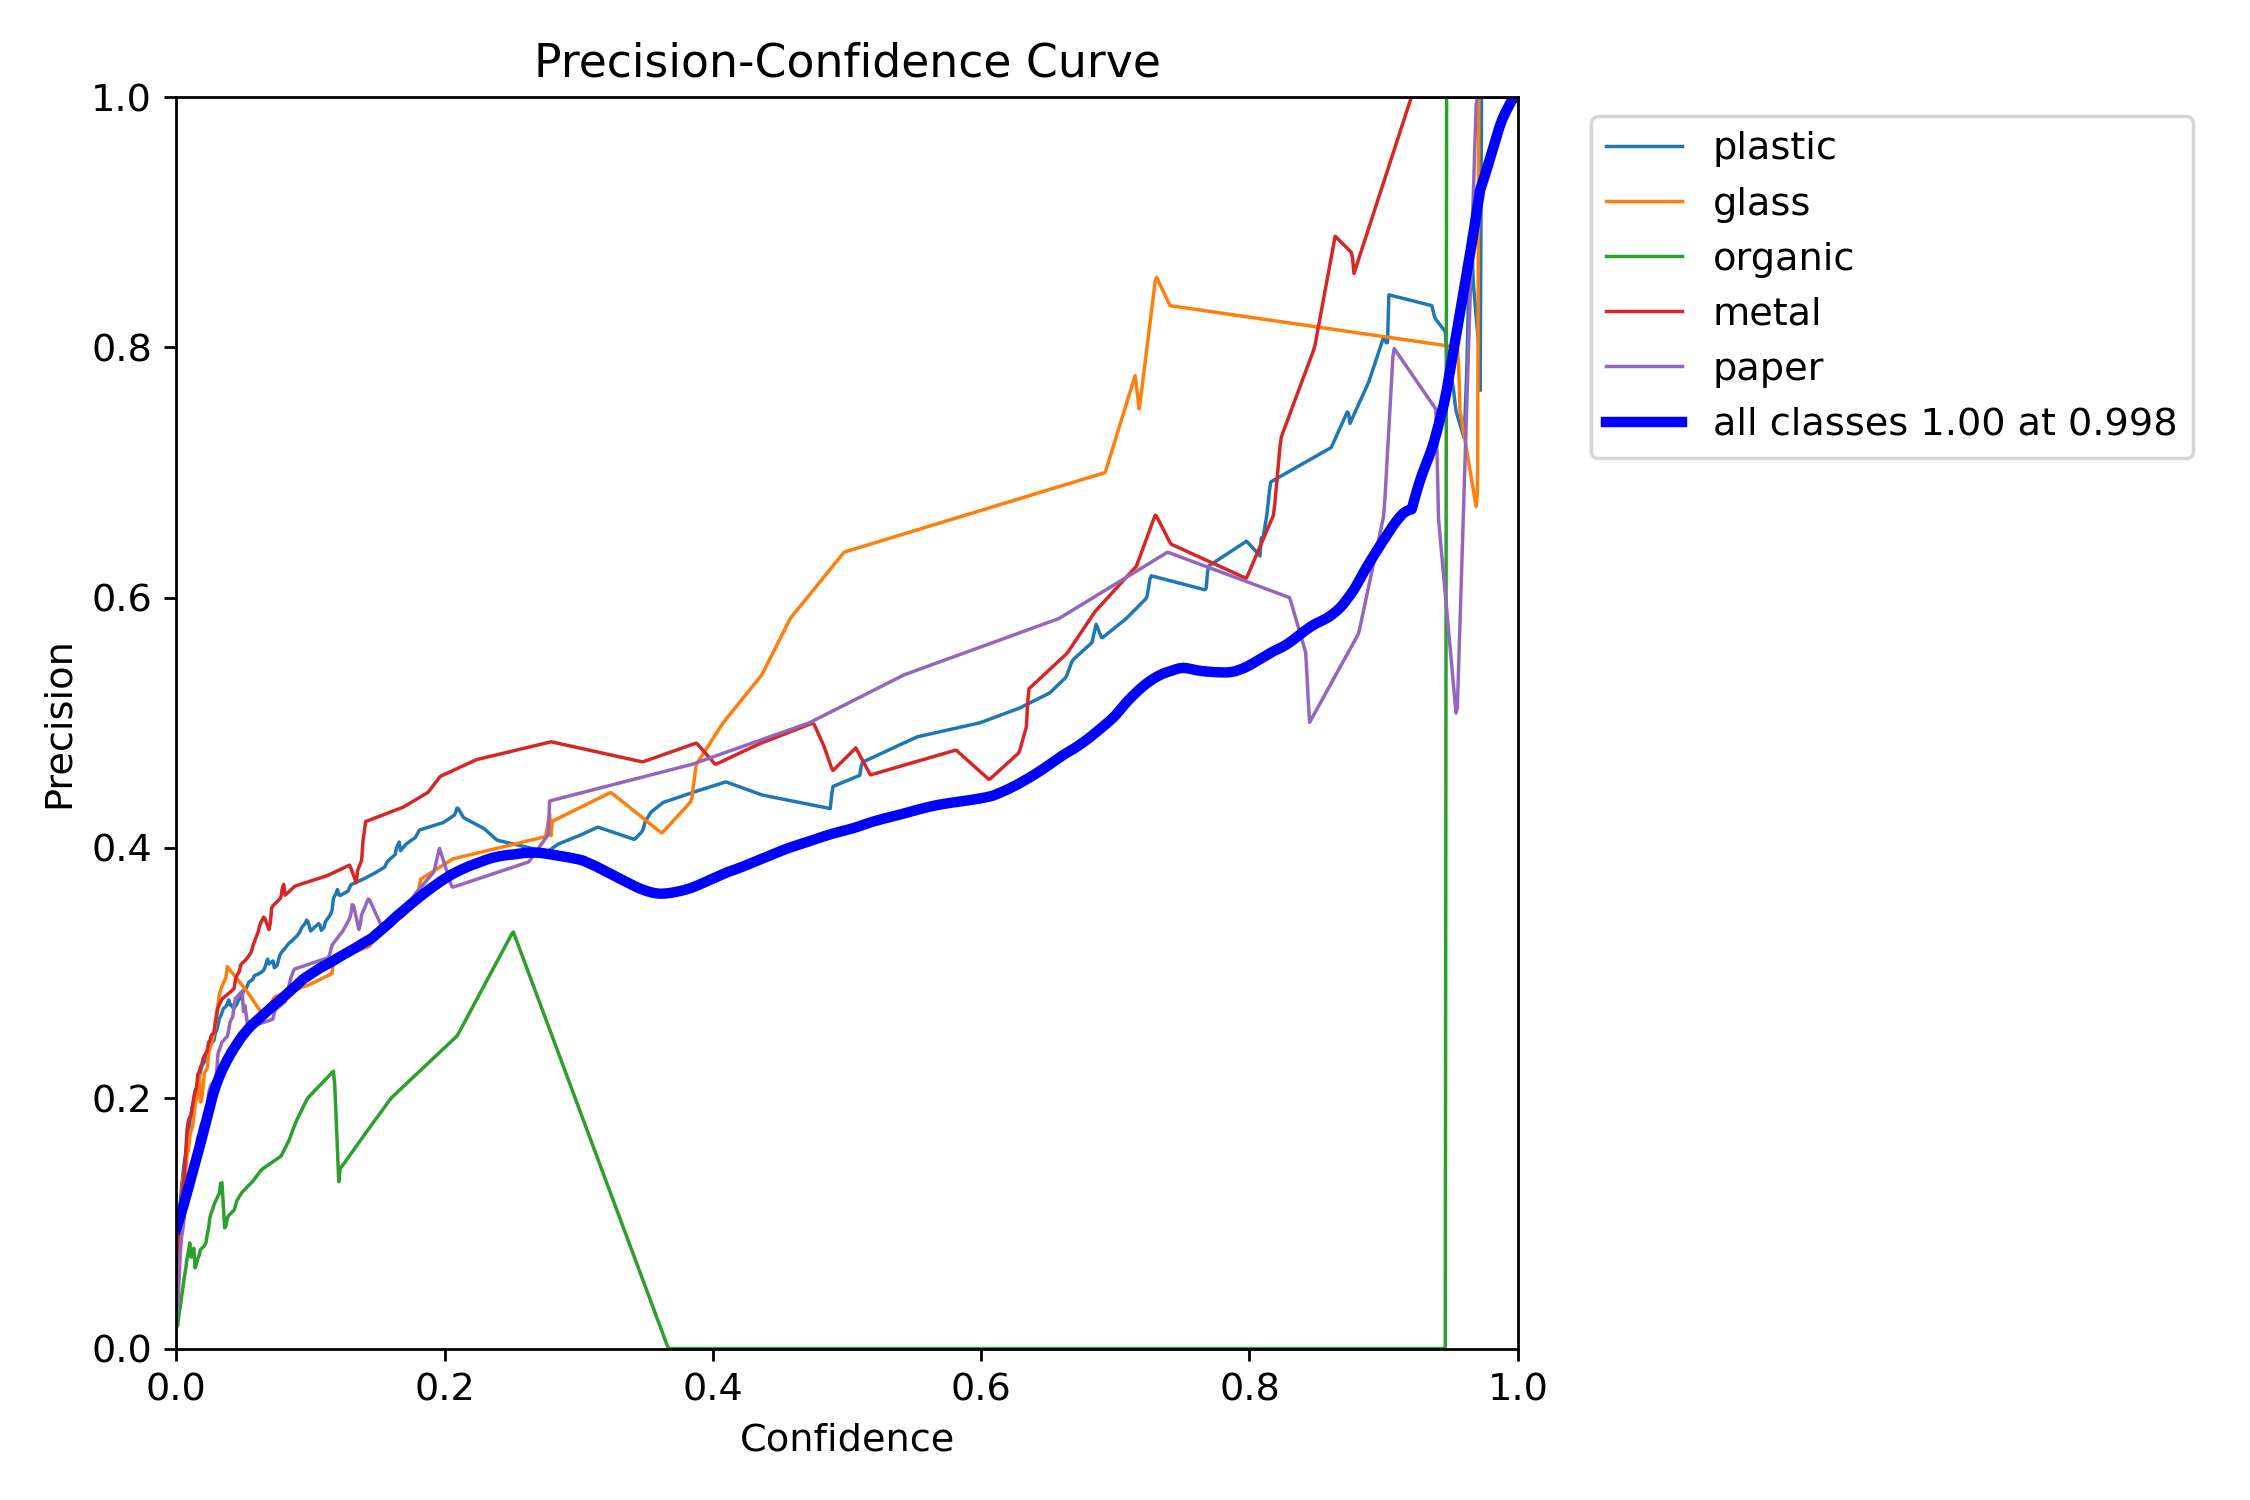 Precision-Confidence Curve
1.0
0.8
0.6
0.4
0.2
0.0
Precision
0.0 0.2 0.4 0.6 0.8 1.0
Confidence
plastic
glass
organic
metal
paper
all classes 1.00 at 0.998